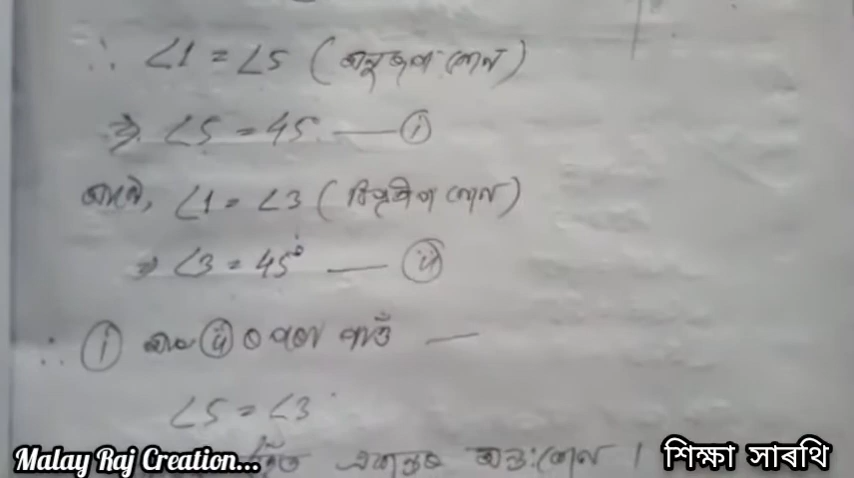 ∴ ∠1 = ∠5 (অনুৰূপ কোণ)
⇒ ∠5 = 45 — (i)
আকৌ, ∠1 = ∠3 (বিপ্ৰতীপ কোণ)
⇒ ∠3 = 45° — (ii)
∴ (i) আৰু (ii) ৰ পৰা পাওঁ —
∠5 = ∠3
একান্তৰ অন্তঃকোণ ।
Malay Raj Creation...
শিক্ষা সাৰথি